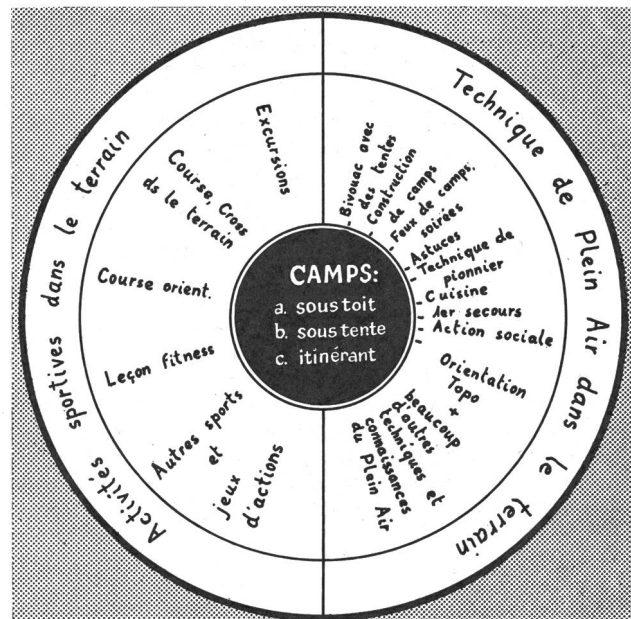 Activités sportives dans le terrain
Technique de Plein Air dans le terrain
Excursions
Course, Cross
ds le terrain
Course orient.
Leçon fitness
Autres sports
et
jeux
d'actions
Bivouac avec
des tentes
Construction
de camps
Feux de camps,
soirées
Astuces
Technique de
pionnier
Cuisine
1er secours
Action sociale
Orientation
Topo +
beaucoup
d'autres
techniques et
connaissances
du Plein Air
CAMPS:
a. sous toit
b. sous tente
c. itinérant